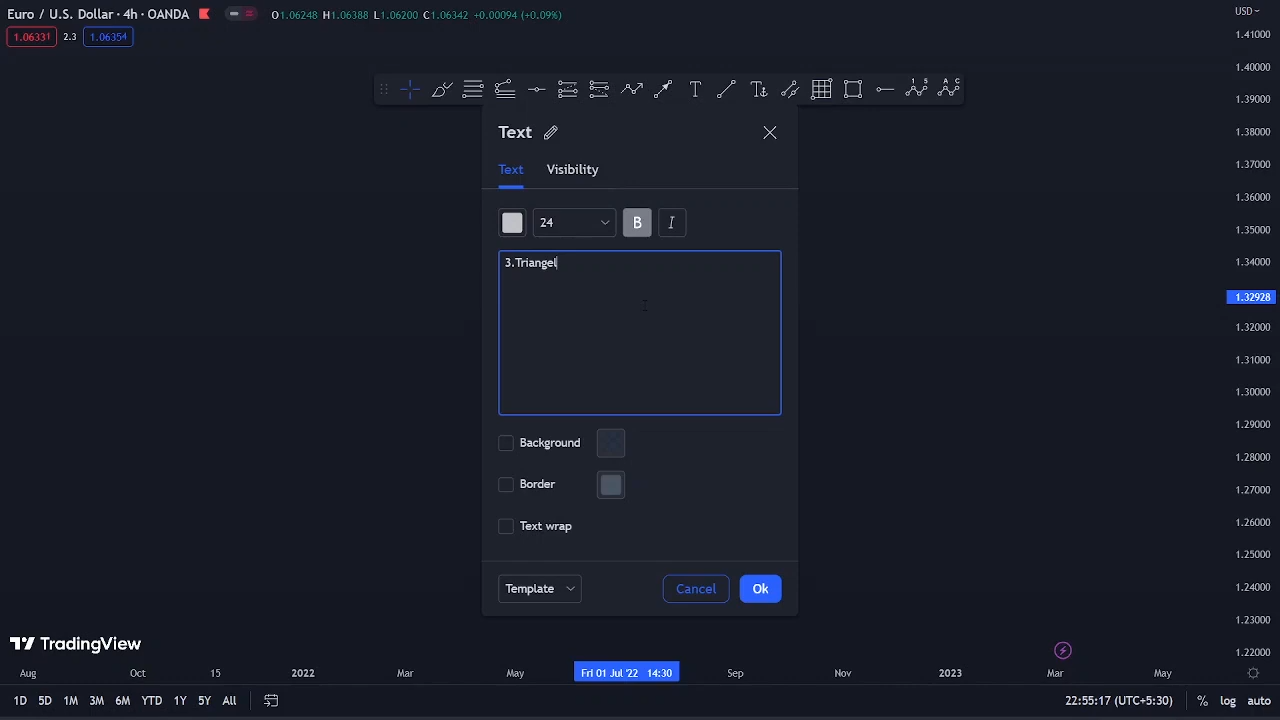 Euro / U.S. Dollar · 4h · OANDA O1.06248 H1.06388 L1.06200 C1.06342 +0.00094 (+0.09%) USD
1.06331 2.3 1.06354
1.41000
1.40000
1.39000
1.38000
1.37000
1.36000
1.35000
1.34000
1.32928
1.32000
1.31000
1.30000
1.29000
1.28000
1.27000
1.26000
1.25000
1.24000
1.23000
1.22000
Text
Text Visibility
24 B I
3.Triangel
Background
Border
Text wrap
Template Cancel Ok
TradingView
Aug Oct 15 2022 Mar May Fri 01 Jul '22 14:30 Sep Nov 2023 Mar May
1D 5D 1M 3M 6M YTD 1Y 5Y All 22:55:17 (UTC+5:30) % log auto